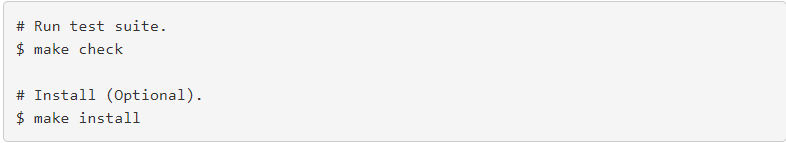 # Run test suite.
$ make check
# Install (Optional).
$ make install